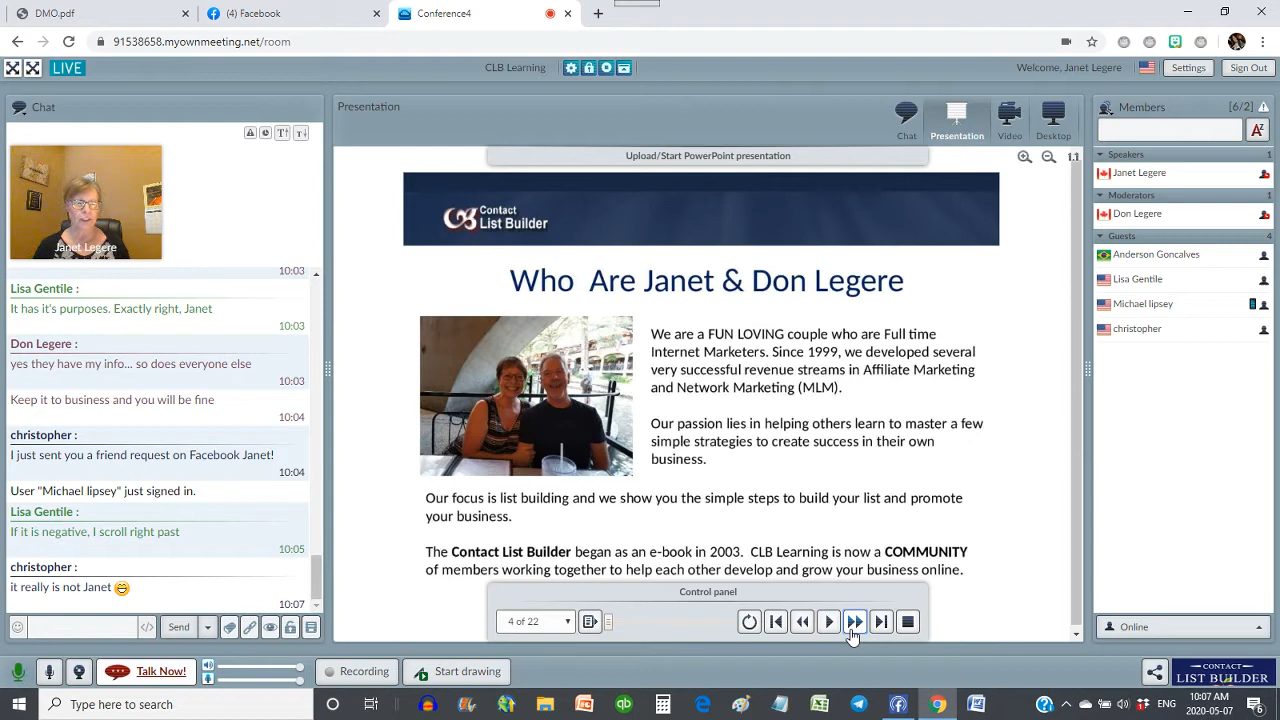 DMO.pdf
(4) Facebook
Conference4
91538658.myownmeeting.net/room
LIVE
CLB Learning
Welcome, Janet Legere
Settings
Sign Out
Chat
Janet Legere
10:03
Lisa Gentile :
It has it's purposes. Exactly right, Janet
10:03
Don Legere :
yes they have my info... so does everyone else
10:03
Keep it to business and you will be fine
10:04
christopher :
I just sent you a friend request on Facebook Janet!
10:04
User "Michael lipsey" just signed in.
Lisa Gentile :
If it is negative, I scroll right past
10:05
christopher :
it really is not Janet
10:07
Send
Presentation
Chat
Presentation
Video
Desktop
Upload/Start PowerPoint presentation
1:1
Contact
List Builder
Who Are Janet & Don Legere
We are a FUN LOVING couple who are Full time
Internet Marketers. Since 1999, we developed several
very successful revenue streams in Affiliate Marketing
and Network Marketing (MLM).
Our passion lies in helping others learn to master a few
simple strategies to create success in their own
business.
Our focus is list building and we show you the simple steps to build your list and promote
your business.
The Contact List Builder began as an e-book in 2003. CLB Learning is now a COMMUNITY
of members working together to help each other develop and grow your business online.
Control panel
4 of 22
Members
[6/2]
Speakers
1
Janet Legere
Moderators
1
Don Legere
Guests
4
Anderson Goncalves
Lisa Gentile
Michael lipsey
christopher
Online
Talk Now!
Recording
Start drawing
CONTACT
LIST BUILDER
Type here to search
10:07 AM
2020-05-07